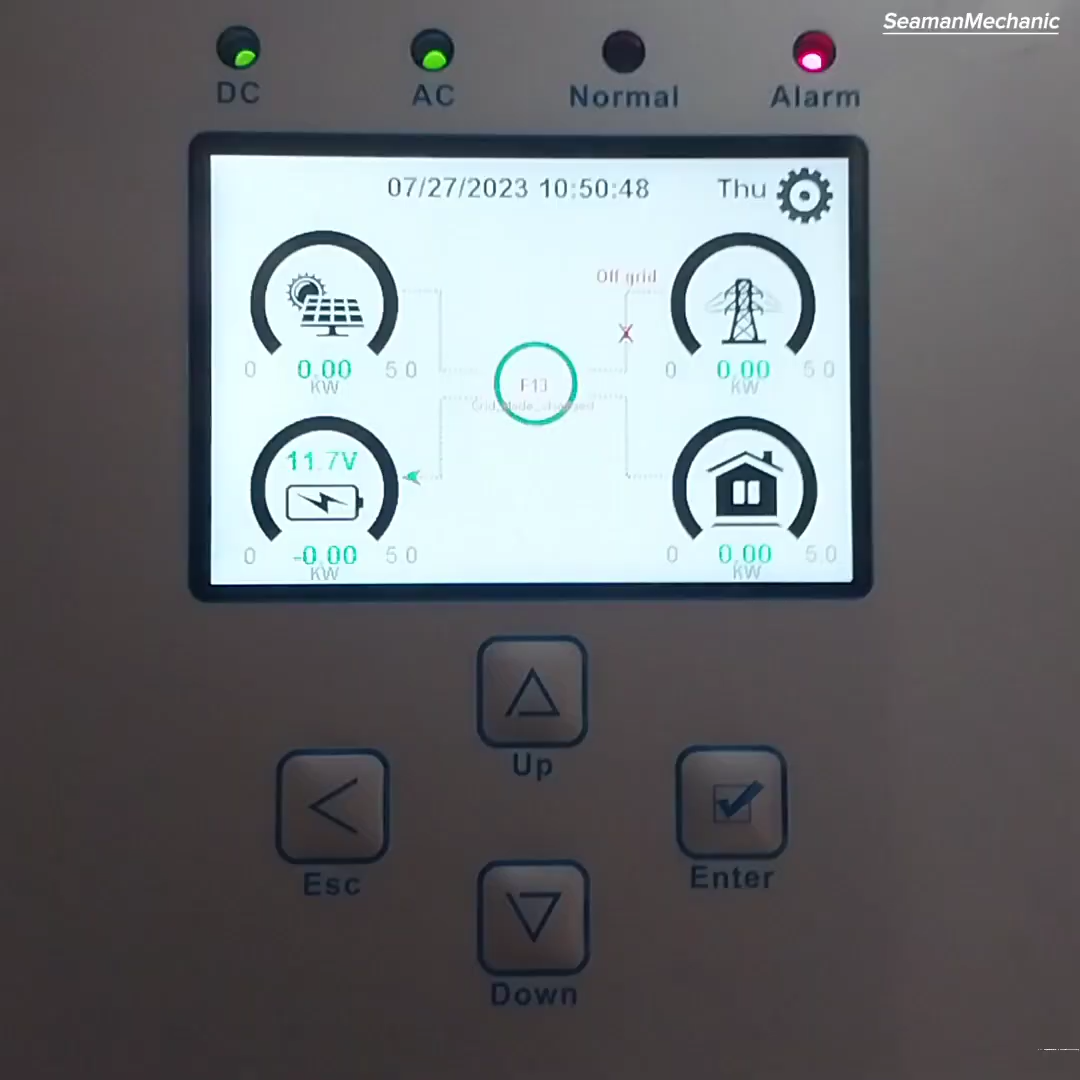 SeamanMechanic
DC
AC
Normal
Alarm
07/27/2023 10:50:48
Thu
Off grid
0
0.00
5.0
KW
0
0.00
5.0
KW
F13
Grid_Mode_changed
11.7V
0
-0.00
5.0
KW
0
0.00
5.0
KW
Up
Esc
Enter
Down